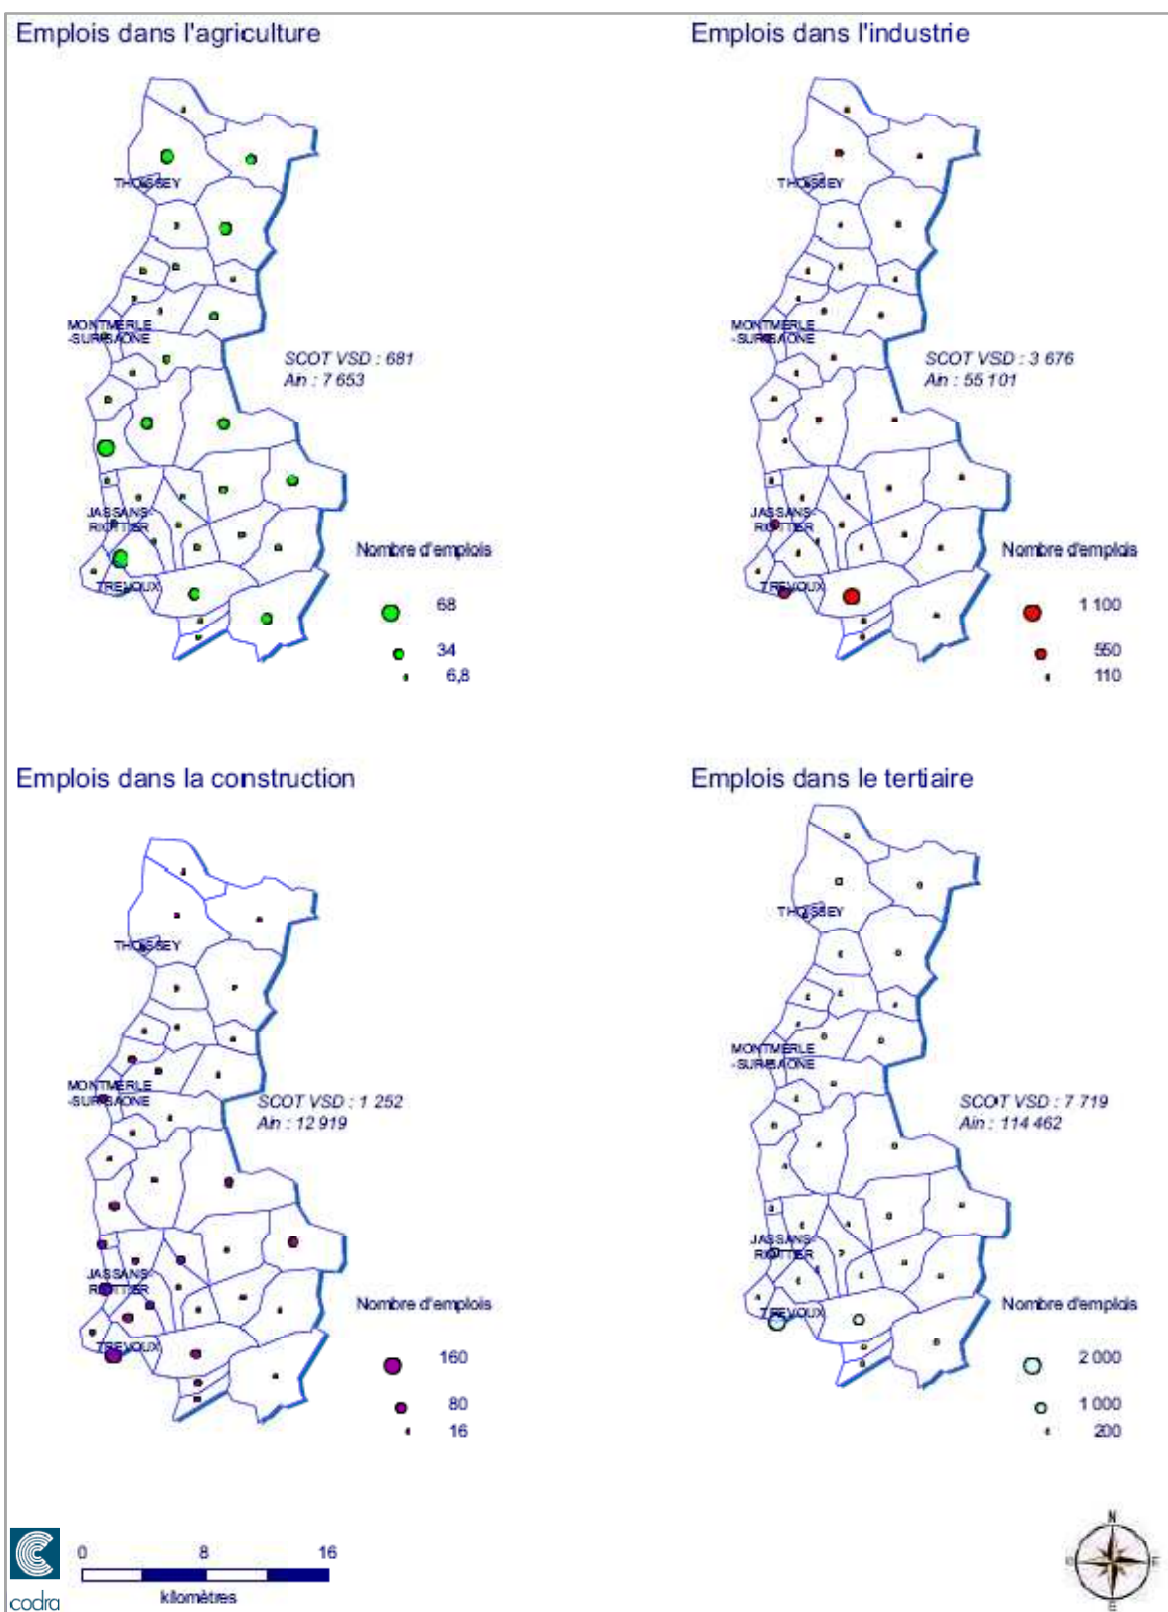 Emplois dans l'agriculture
THOISSEY
MONTMERLE
-SUR-SAONE
SCOT VSD : 681
Ain : 7 653
JASSANS-
RIOTTIER
TREVOUX
Nombre d'emplois
68
34
6,8
Emplois dans l'industrie
THOISSEY
MONTMERLE
-SUR-SAONE
SCOT VSD : 3 676
Ain : 55 101
JASSANS-
RIOTTIER
TREVOUX
Nombre d'emplois
1 100
550
110
Emplois dans la construction
THOISSEY
MONTMERLE
-SUR-SAONE
SCOT VSD : 1 252
Ain : 12 919
JASSANS-
RIOTTIER
TREVOUX
Nombre d'emplois
160
80
16
Emplois dans le tertiaire
THOISSEY
MONTMERLE
-SUR-SAONE
SCOT VSD : 7 719
Ain : 114 462
JASSANS-
RIOTTIER
TREVOUX
Nombre d'emplois
2 000
1 000
200
codra
0 8 16
kilomètres
N
E